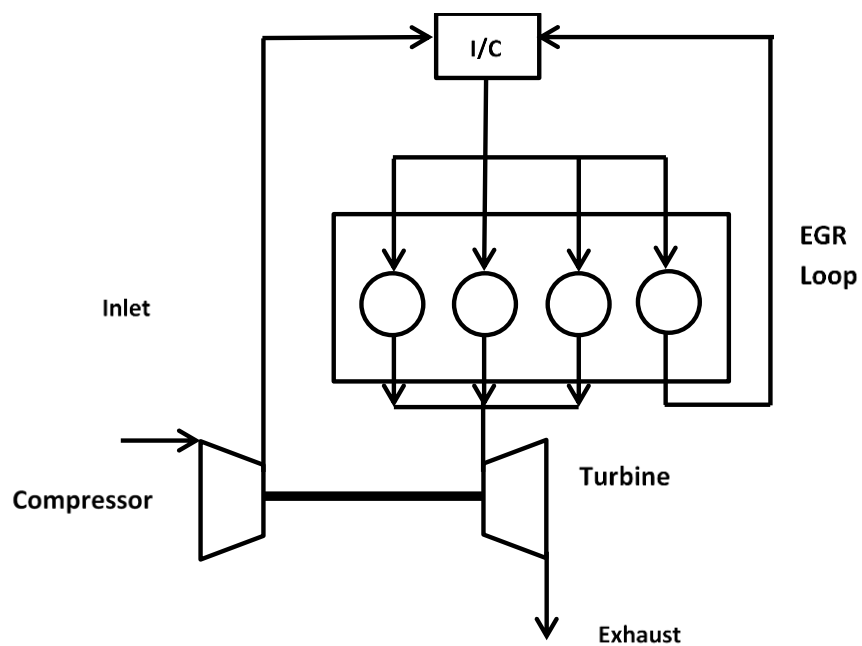 I/C
EGR
Loop
Inlet
Turbine
Compressor
Exhaust